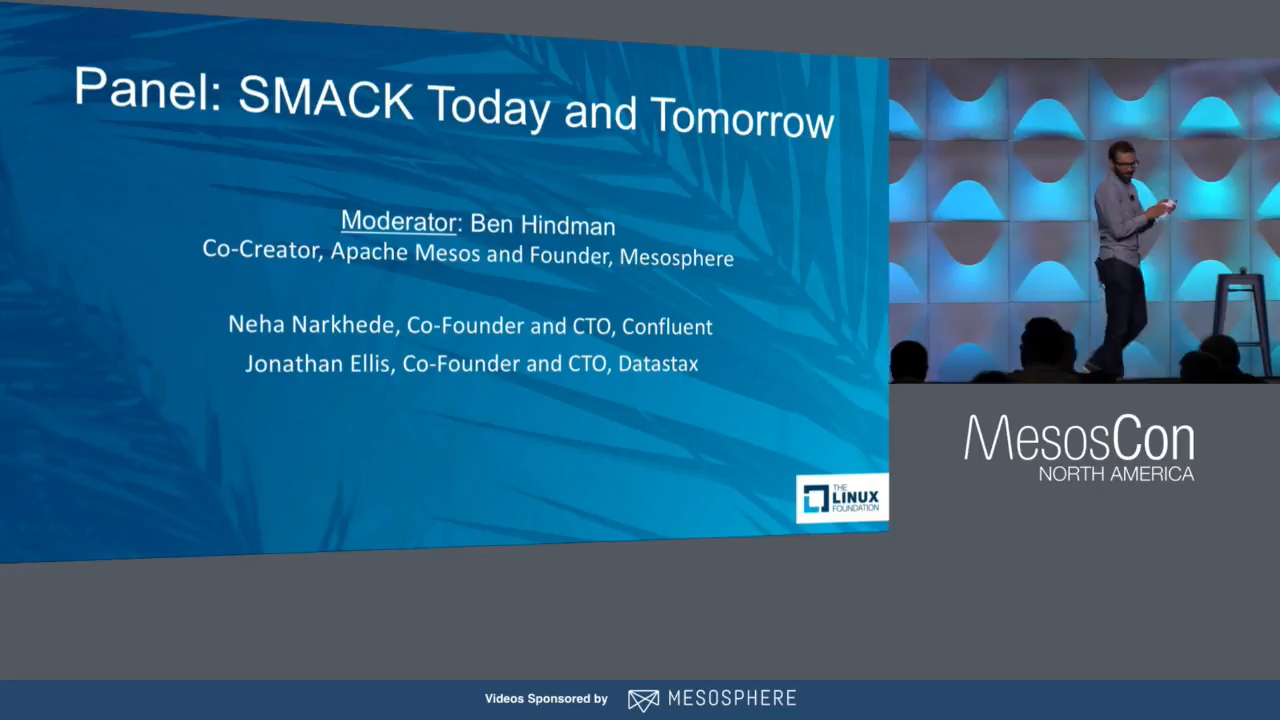 Panel: SMACK Today and Tomorrow
Moderator: Ben Hindman
Co-Creator, Apache Mesos and Founder, Mesosphere
Neha Narkhede, Co-Founder and CTO, Confluent
Jonathan Ellis, Co-Founder and CTO, Datastax
THE
LINUX
FOUNDATION
MesosCon
NORTH AMERICA
Videos Sponsored by MESOSPHERE